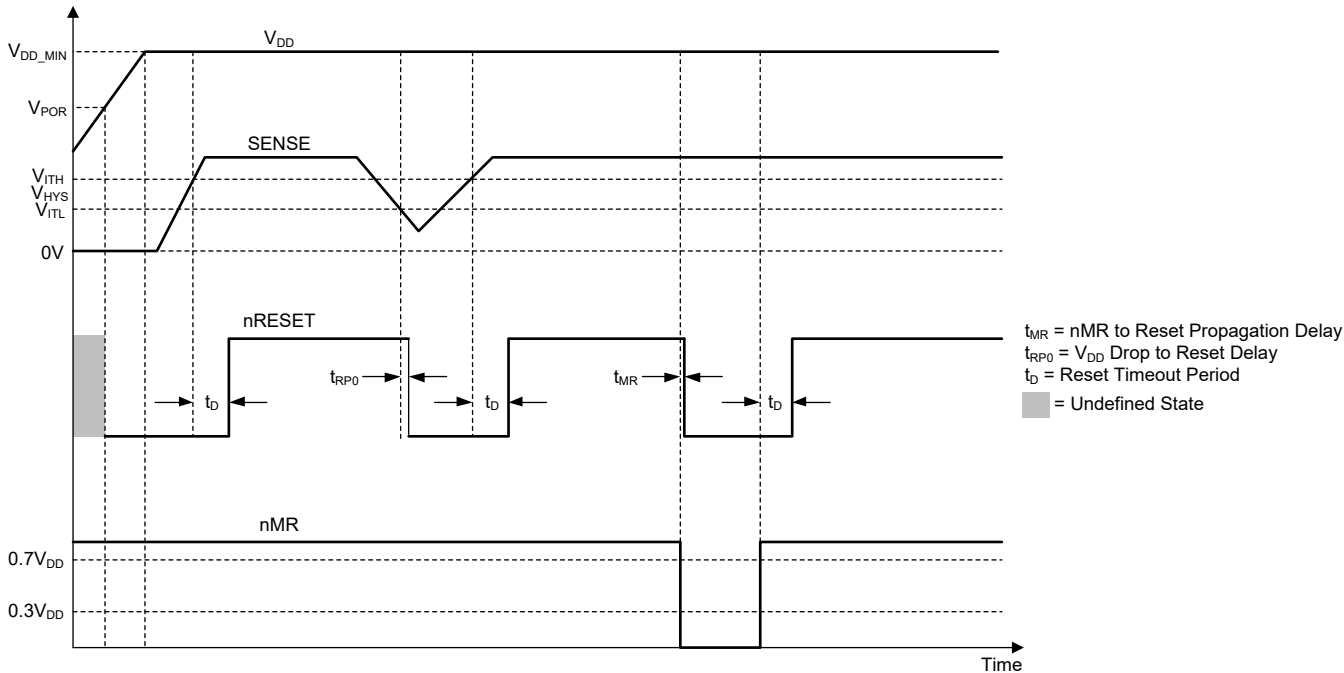 V_DD_MIN
V_DD
V_POR
SENSE
V_ITH
V_HYS
V_ITL
0V
nRESET
t_D
t_RP0
t_D
t_MR
t_D
t_MR = nMR to Reset Propagation Delay
t_RP0 = V_DD Drop to Reset Delay
t_D = Reset Timeout Period
= Undefined State
nMR
0.7V_DD
0.3V_DD
Time